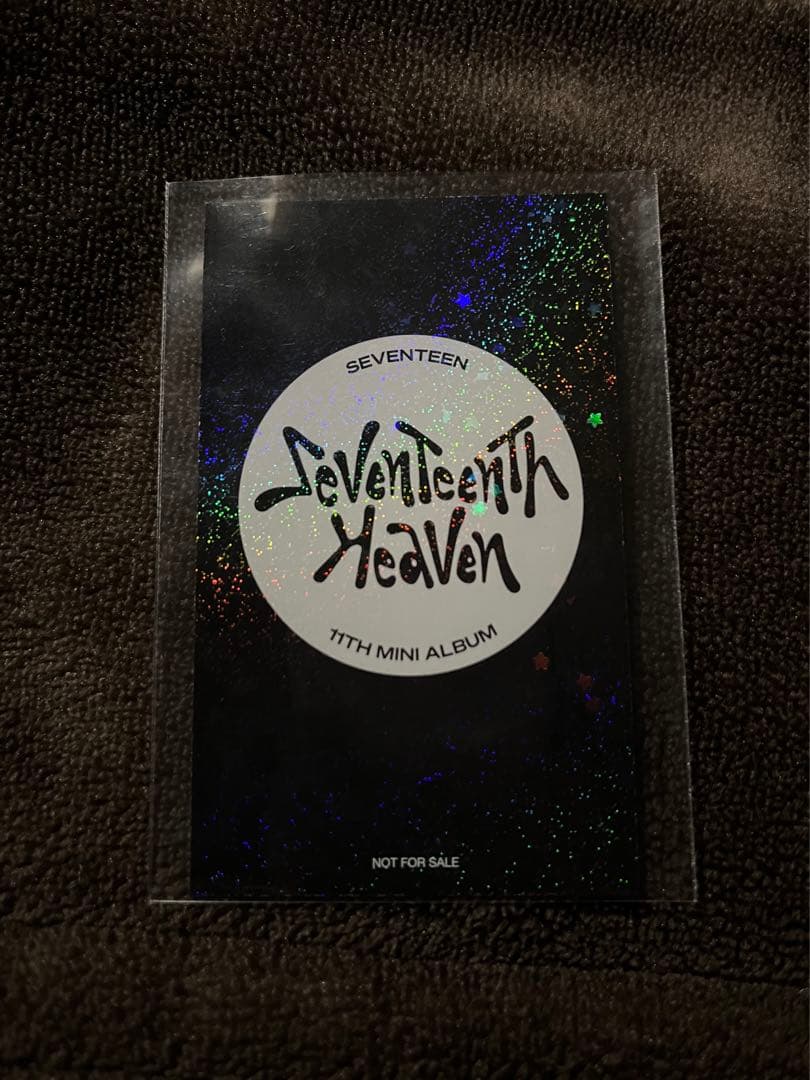 SEVENTEEN
SeVenTeenTh
HeaVen
11TH MINI ALBUM
NOT FOR SALE